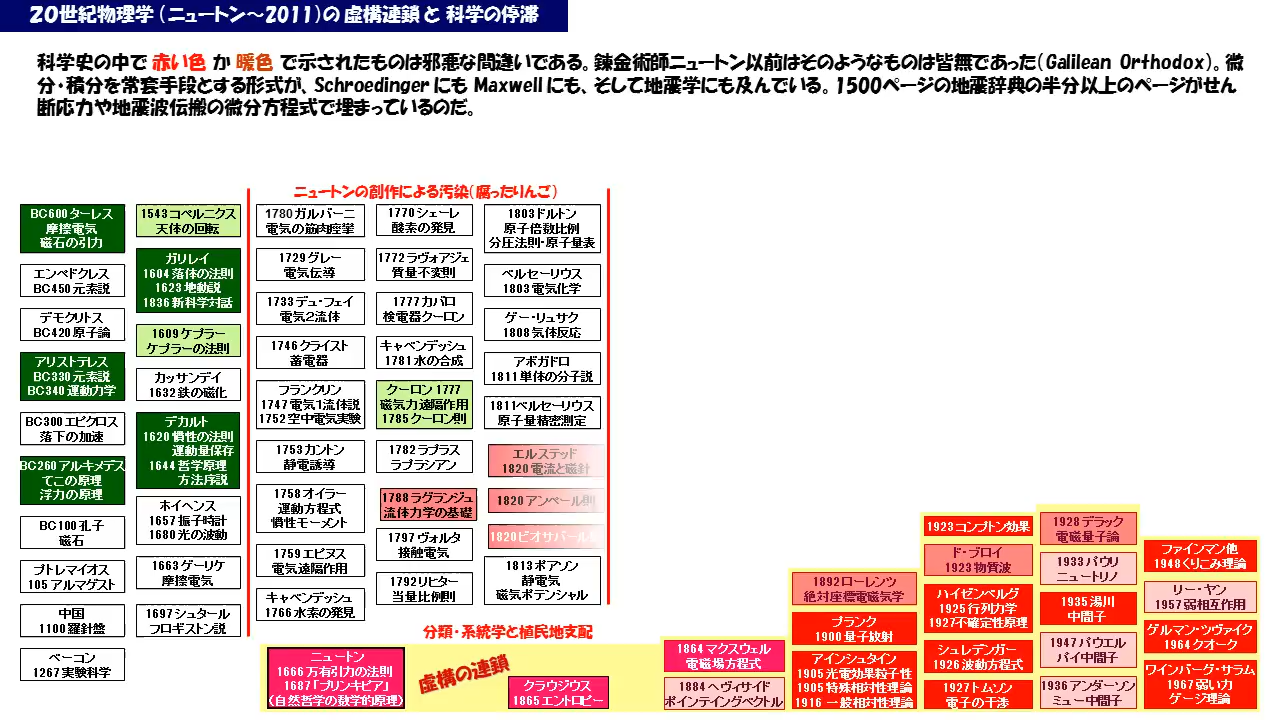 20世紀物理学(ニュートン～2011)の虚構連鎖と科学の停滞
科学史の中で 赤い色 か 暖色 で示されたものは邪悪な間違いである。錬金術師ニュートン以前はそのようなものは皆無であった(Galilean Orthodox)。微
分・積分を常套手段とする形式が、Schroedingerにも Maxwellにも、そして地震学にも及んでいる。1500ページの地震辞典の半分以上のページがせん
断応力や地震波伝搬の微分方程式で埋まっているのだ。
ニュートンの創作による汚染(腐ったりんご)
BC600ターレス
摩擦電気
磁石の引力
エンペドクレス
BC450元素説
デモクリトス
BC420原子論
アリストテレス
BC330元素説
BC340運動力学
BC300エピクロス
落下の加速
BC260アルキメデス
てこの原理
浮力の原理
BC100孔子
磁石
プトレマイオス
105アルマゲスト
中国
1100羅針盤
ベーコン
1267実験科学
1543コペルニクス
天体の回転
ガリレイ
1604落体の法則
1623地動説
1836新科学対話
1609ケプラー
ケプラーの法則
カッサンデイ
1632鉄の磁化
デカルト
1620慣性の法則
運動量保存
1644哲学原理
方法序説
ホイヘンス
1657振子時計
1680光の波動
1663ゲーリケ
摩擦電気
1697シュタール
フロギストン説
1780ガルバーニ
電気の筋肉痙攣
1729グレー
電気伝導
1733デュ・フェイ
電気2流体
1746クライスト
蓄電器
フランクリン
1747電気1流体説
1752空中電気実験
1753カントン
静電誘導
1758オイラー
運動方程式
慣性モーメント
1759エピヌス
電気遠隔作用
キャベンデッシュ
1766水素の発見
1770シェーレ
酸素の発見
1772ラヴォアジェ
質量不変則
1777カバロ
検電器クーロン
キャベンデッシュ
1781水の合成
クーロン1777
磁気力遠隔作用
1785クーロン則
1782ラプラス
ラプラシアン
1788ラグランジュ
流体力学の基礎
1797ヴォルタ
接触電気
1792リヒター
当量比例則
1803ドルトン
原子倍数比例
分圧法則・原子量表
ベルセーリウス
1803電気化学
ゲー・リュサク
1808気体反応
アボガドロ
1811単体の分子説
1811ベルセーリウス
原子量精密測定
エルステッド
1820電流と磁針
1820アンペール則
1820ビオサバール
1813ポアソン
静電気
磁気ポテンシャル
分類・系統学と植民地支配
ニュートン
1666万有引力の法則
1687「プリンキピア」
(自然哲学の数学的原理)
虚構の連鎖
クラウジウス
1865エントロピー
1864マクスウェル
電磁場方程式
1884ヘヴィサイド
ポインテイングベクトル
1892ローレンツ
絶対座標電磁気学
プランク
1900量子放射
アインシュタイン
1905光電効果粒子性
1905特殊相対性理論
1916一般相対性理論
1923コンプトン効果
ド・ブロイ
1923物質波
ハイゼンベルグ
1925行列力学
1927不確定性原理
シュレデンガー
1926波動方程式
1927トムソン
電子の干渉
1928デラック
電磁量子論
1933パウリ
ニュートリノ
1935湯川
中間子
1947パウエル
パイ中間子
1936アンダーソン
ミュー中間子
ファインマン他
1948くりこみ理論
リー・ヤン
1957弱相互作用
ゲルマン・ツヴァイク
1964クオーク
ワインバーグ・サラム
1967弱い力
ゲージ理論